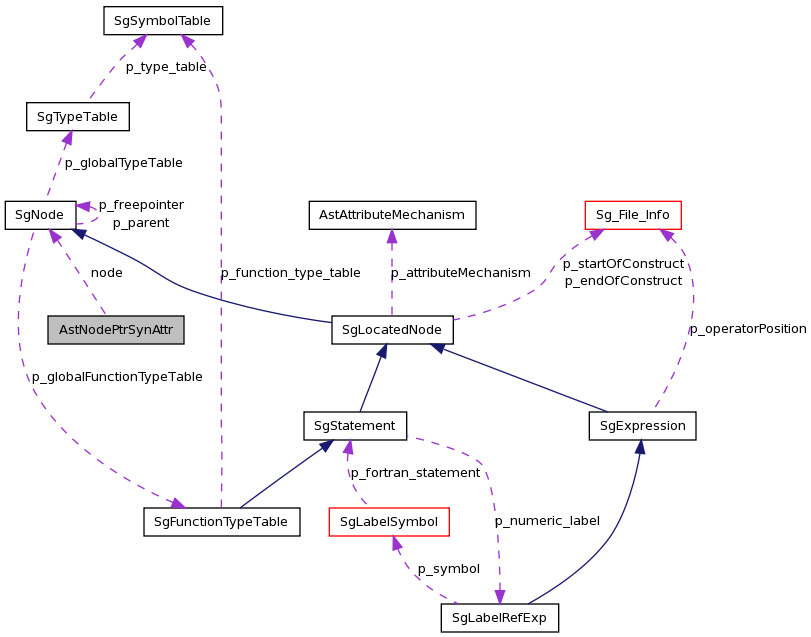 SgSymbolTable
p_type_table
SgTypeTable
p_globalTypeTable
SgNode
p_freepointer
p_parent
AstAttributeMechanism
Sg_File_Info
node
p_function_type_table
p_attributeMechanism
p_startOfConstruct
p_endOfConstruct
AstNodePtrSynAttr
SgLocatedNode
p_operatorPosition
p_globalFunctionTypeTable
SgStatement
SgExpression
p_fortran_statement
SgFunctionTypeTable
SgLabelSymbol
p_numeric_label
p_symbol
SgLabelRefExp